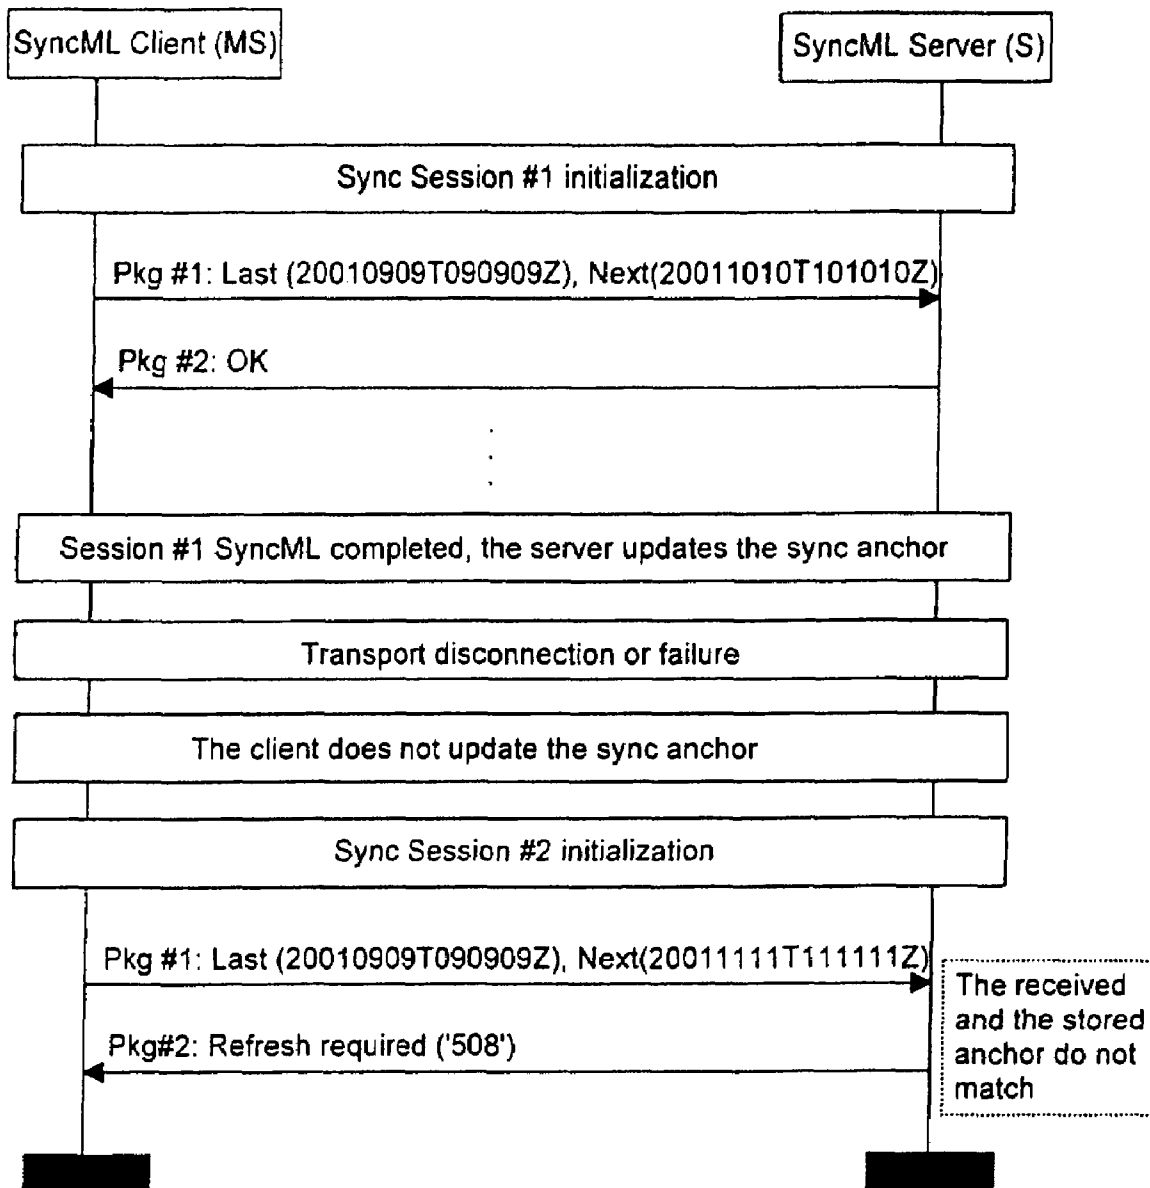 SyncML Client (MS)
SyncML Server (S)
Sync Session #1 initialization
Pkg #1: Last (20010909T090909Z), Next(20011010T101010Z)
Pkg #2: OK
Session #1 SyncML completed, the server updates the sync anchor
Transport disconnection or failure
The client does not update the sync anchor
Sync Session #2 initialization
Pkg #1: Last (20010909T090909Z), Next(20011111T111111Z)
The received
and the stored
anchor do not
match
Pkg#2: Refresh required ('508')